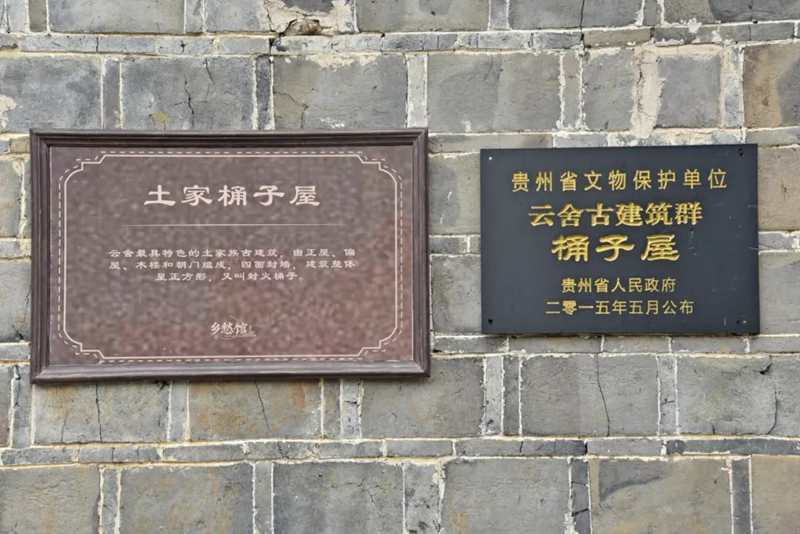 土家桶子屋
云舍最具特色的土家族古建筑，由正屋、偏
屋、木楼和朝门组成，四面封墙，建筑整体
呈正方形，又叫封火桶子。
乡愁馆
贵州省文物保护单位
云舍古建筑群
桶子屋
贵州省人民政府
二零一五年五月公布